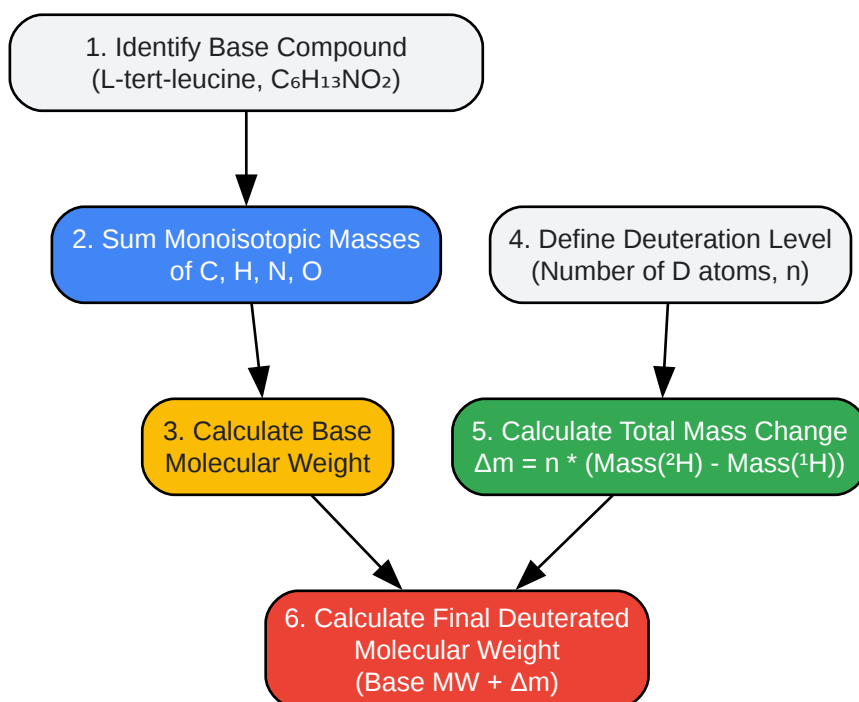 1. Identify Base Compound
(L-tert-leucine, C₆H₁₃NO₂)
2. Sum Monoisotopic Masses
of C, H, N, O
4. Define Deuteration Level
(Number of D atoms, n)
3. Calculate Base
Molecular Weight
5. Calculate Total Mass Change
Δm = n * (Mass(²H) - Mass(¹H))
6. Calculate Final Deuterated
Molecular Weight
(Base MW + Δm)